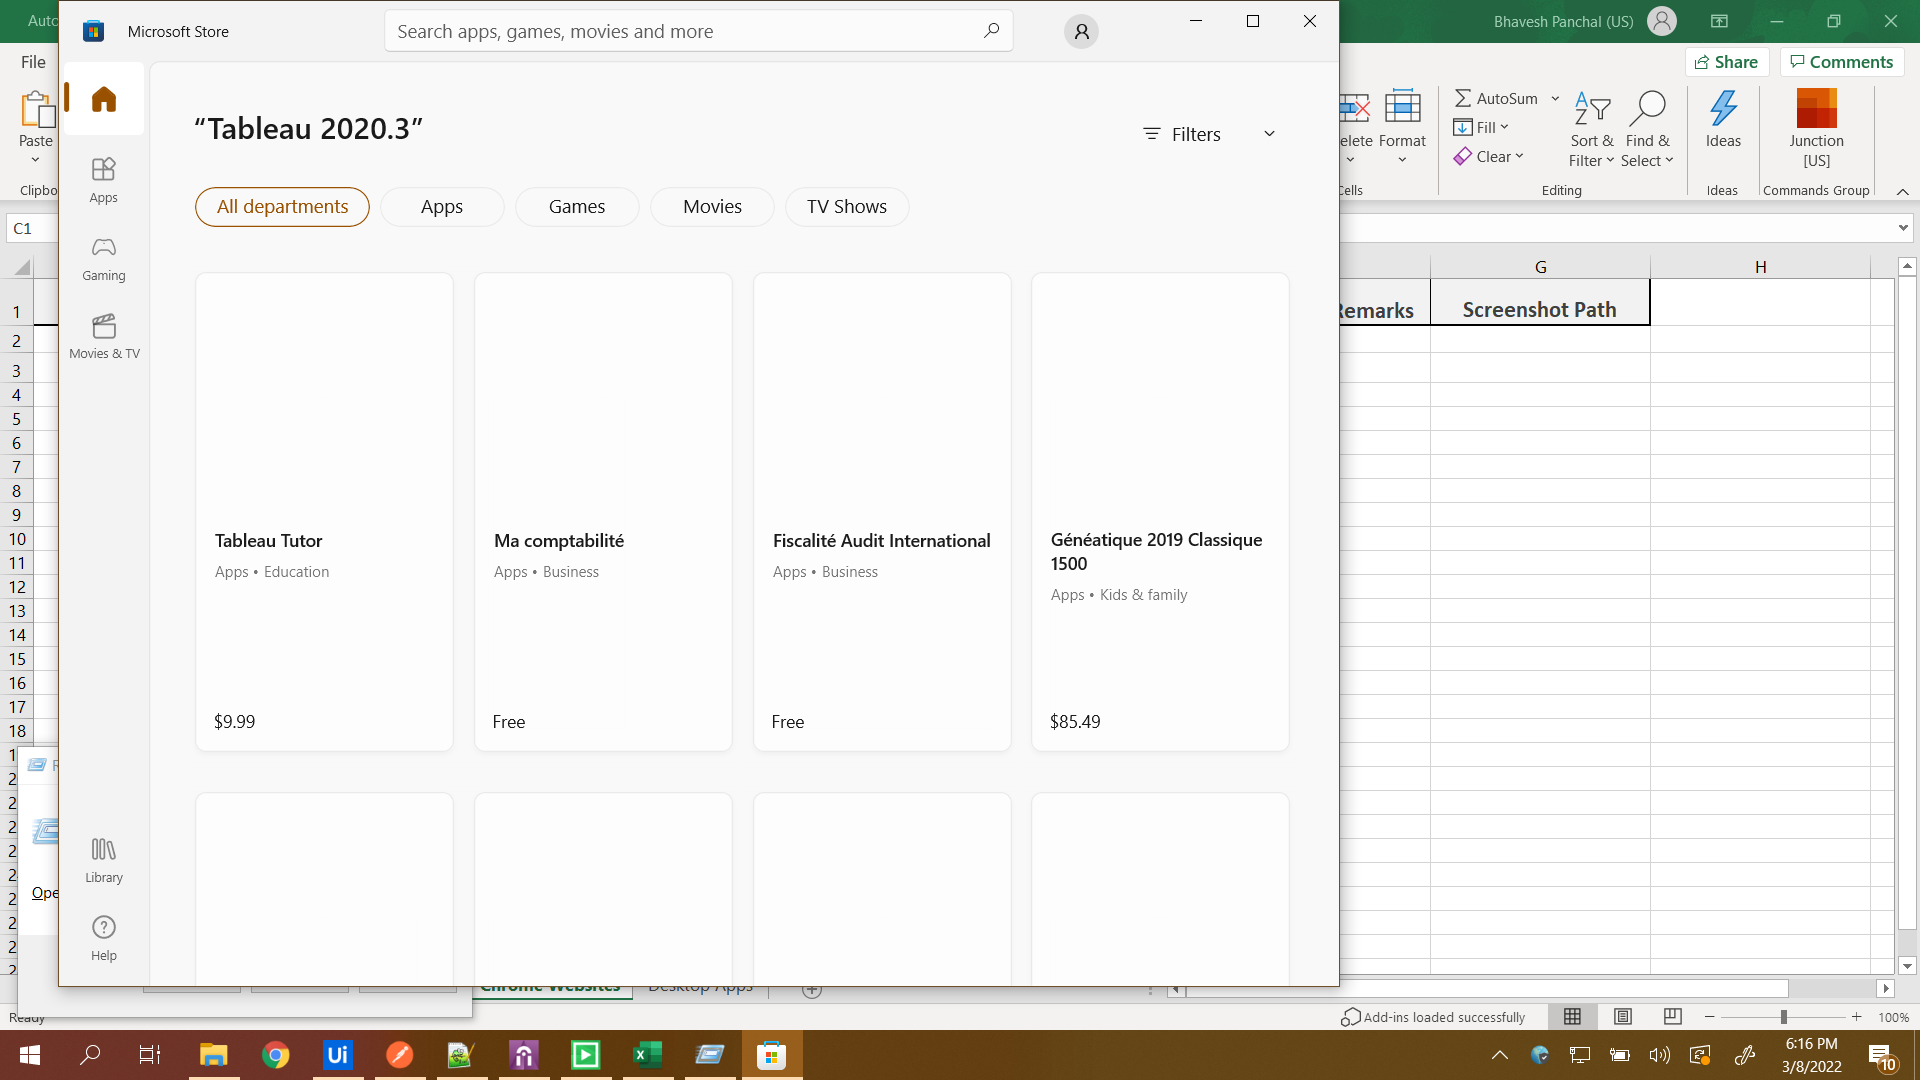 Auto
Microsoft Store
Search apps, games, movies and more
Bhavesh Panchal (US)
File
Share
Comments
Paste
AutoSum
Fill
Clear
Format
Sort &
Filter
Find &
Select
Ideas
Junction
[US]
Editing
Ideas
Commands Group
C1
Apps
Gaming
Movies & TV
Library
Help
“Tableau 2020.3”
Filters
All departments
Apps
Games
Movies
TV Shows
Tableau Tutor
Apps • Education
$9.99
Ma comptabilité
Apps • Business
Free
Fiscalité Audit International
Apps • Business
Free
Généatique 2019 Classique
1500
Apps • Kids & family
$85.49
G
H
Remarks
Screenshot Path
1
2
3
4
5
6
7
8
9
10
11
12
13
14
15
16
17
18
Ope
Chrome Websites
Desktop Apps
Ready
Add-ins loaded successfully
100%
Ui
6:16 PM
3/8/2022
10